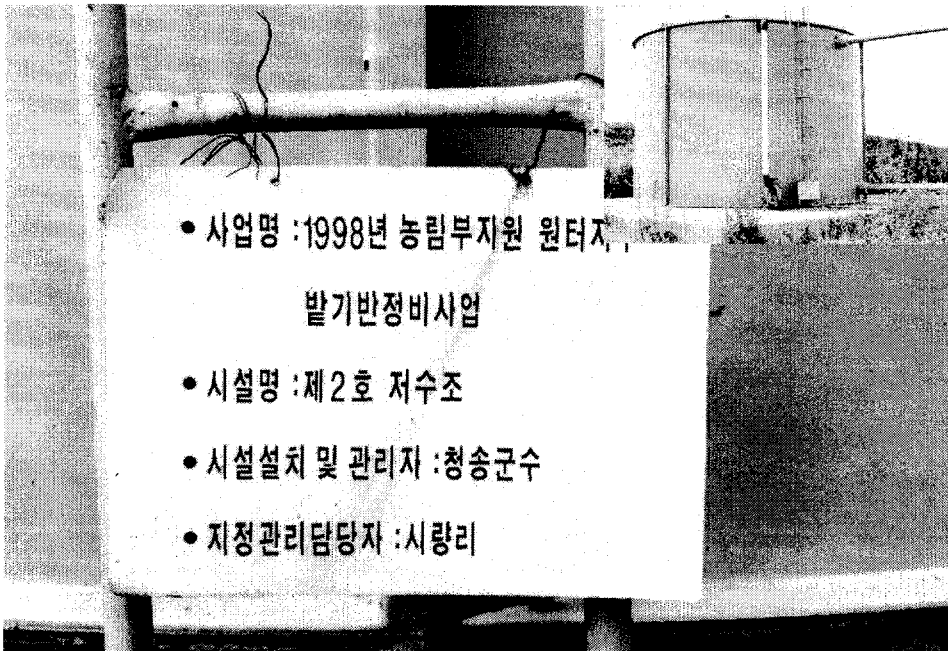 • 사업명 :1998년 농림부지원 원터지
밭기반정비사업
• 시설명 :제2호 저수조
• 시설설치 및 관리자 :청송군수
• 지정관리담당자 :시량리